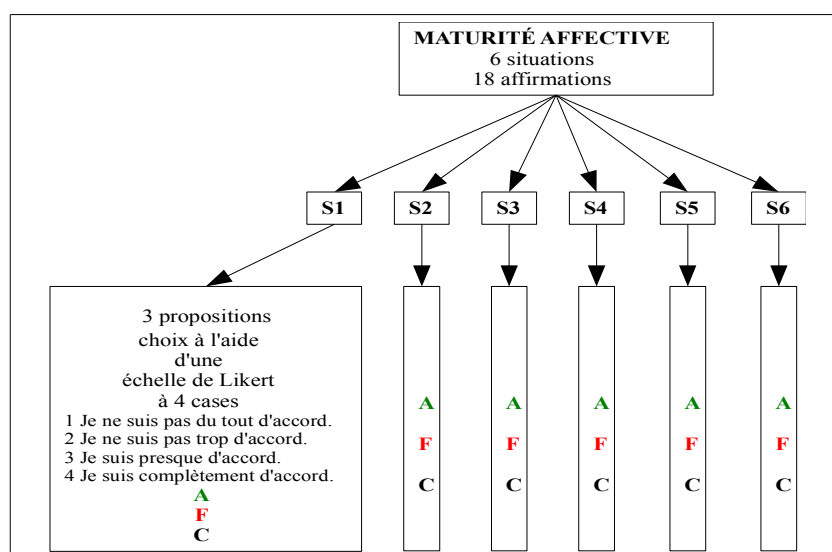 MATURITÉ AFFECTIVE
6 situations
18 affirmations
S1 S2 S3 S4 S5 S6
3 propositions
choix à l'aide
d'une
échelle de Likert
à 4 cases
1 Je ne suis pas du tout d'accord.
2 Je ne suis pas trop d'accord.
3 Je suis presque d'accord.
4 Je suis complètement d'accord.
A
F
C
A
F
C
A
F
C
A
F
C
A
F
C
A
F
C